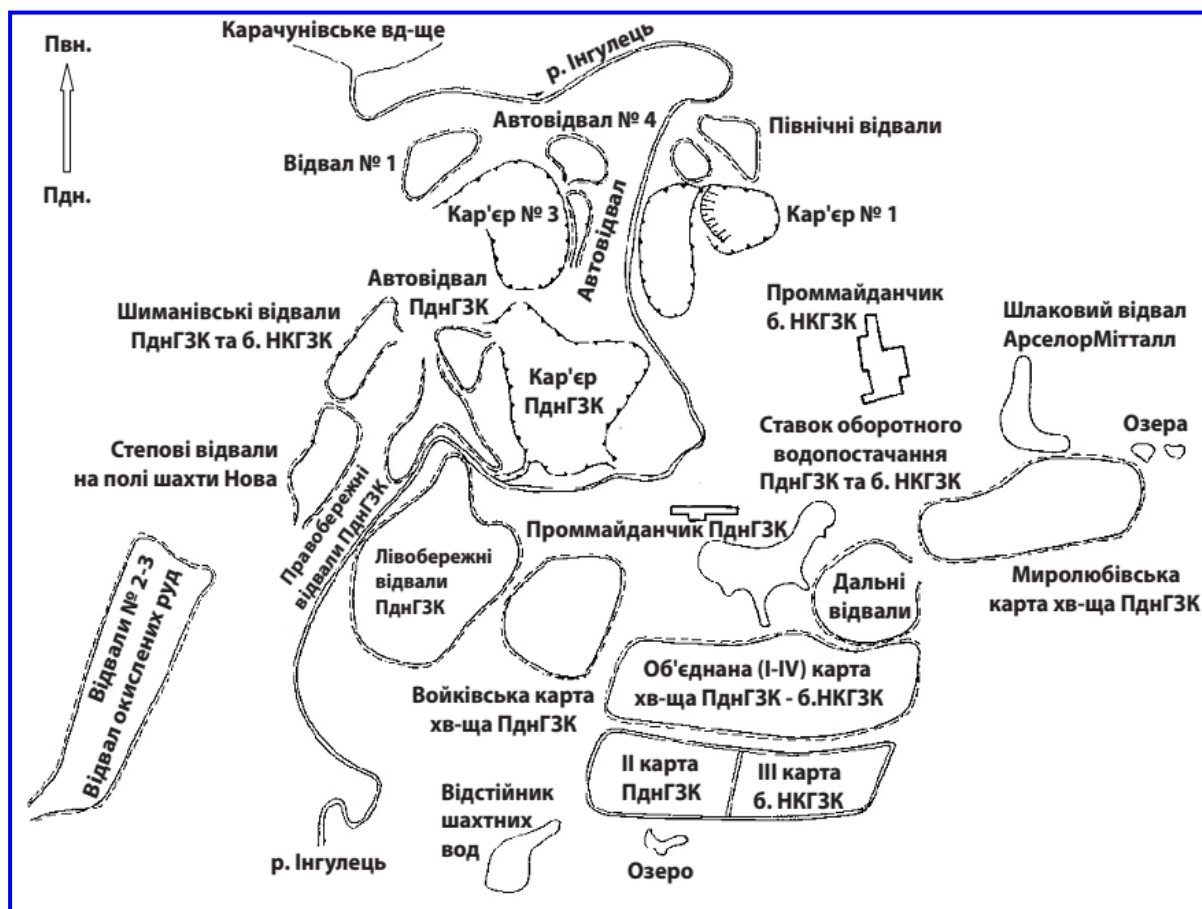 Карачунівське вд-ще
Пвн.
р. Інгулець
Автовідвал № 4
Північні відвали
Відвал № 1
Пдн.
Кар'єр № 3
Автовідвал
Кар'єр № 1
Автовідвал
ПднГЗК
Шиманівські відвали
ПднГЗК та б. НКГЗК
Проммайданчик
б. НКГЗК
Шлаковий відвал
АрселорМітталл
Кар'єр
ПднГЗК
Степові відвали
на полі шахти Нова
Ставок оборотного
водопостачання
ПднГЗК та б. НКГЗК
Озера
Правобережні
відвали ПднГЗК
Проммайданчик ПднГЗК
Лівобережні
відвали
ПднГЗК
Дальні
відвали
Миролюбівська
карта хв-ща ПднГЗК
Відвали № 2-3
Відвал окислених руд
Об'єднана (I-IV) карта
хв-ща ПднГЗК - б.НКГЗК
Войківська карта
хв-ща ПднГЗК
II карта
ПднГЗК
III карта
б. НКГЗК
Відстійник
шахтних
вод
р. Інгулець
Озеро